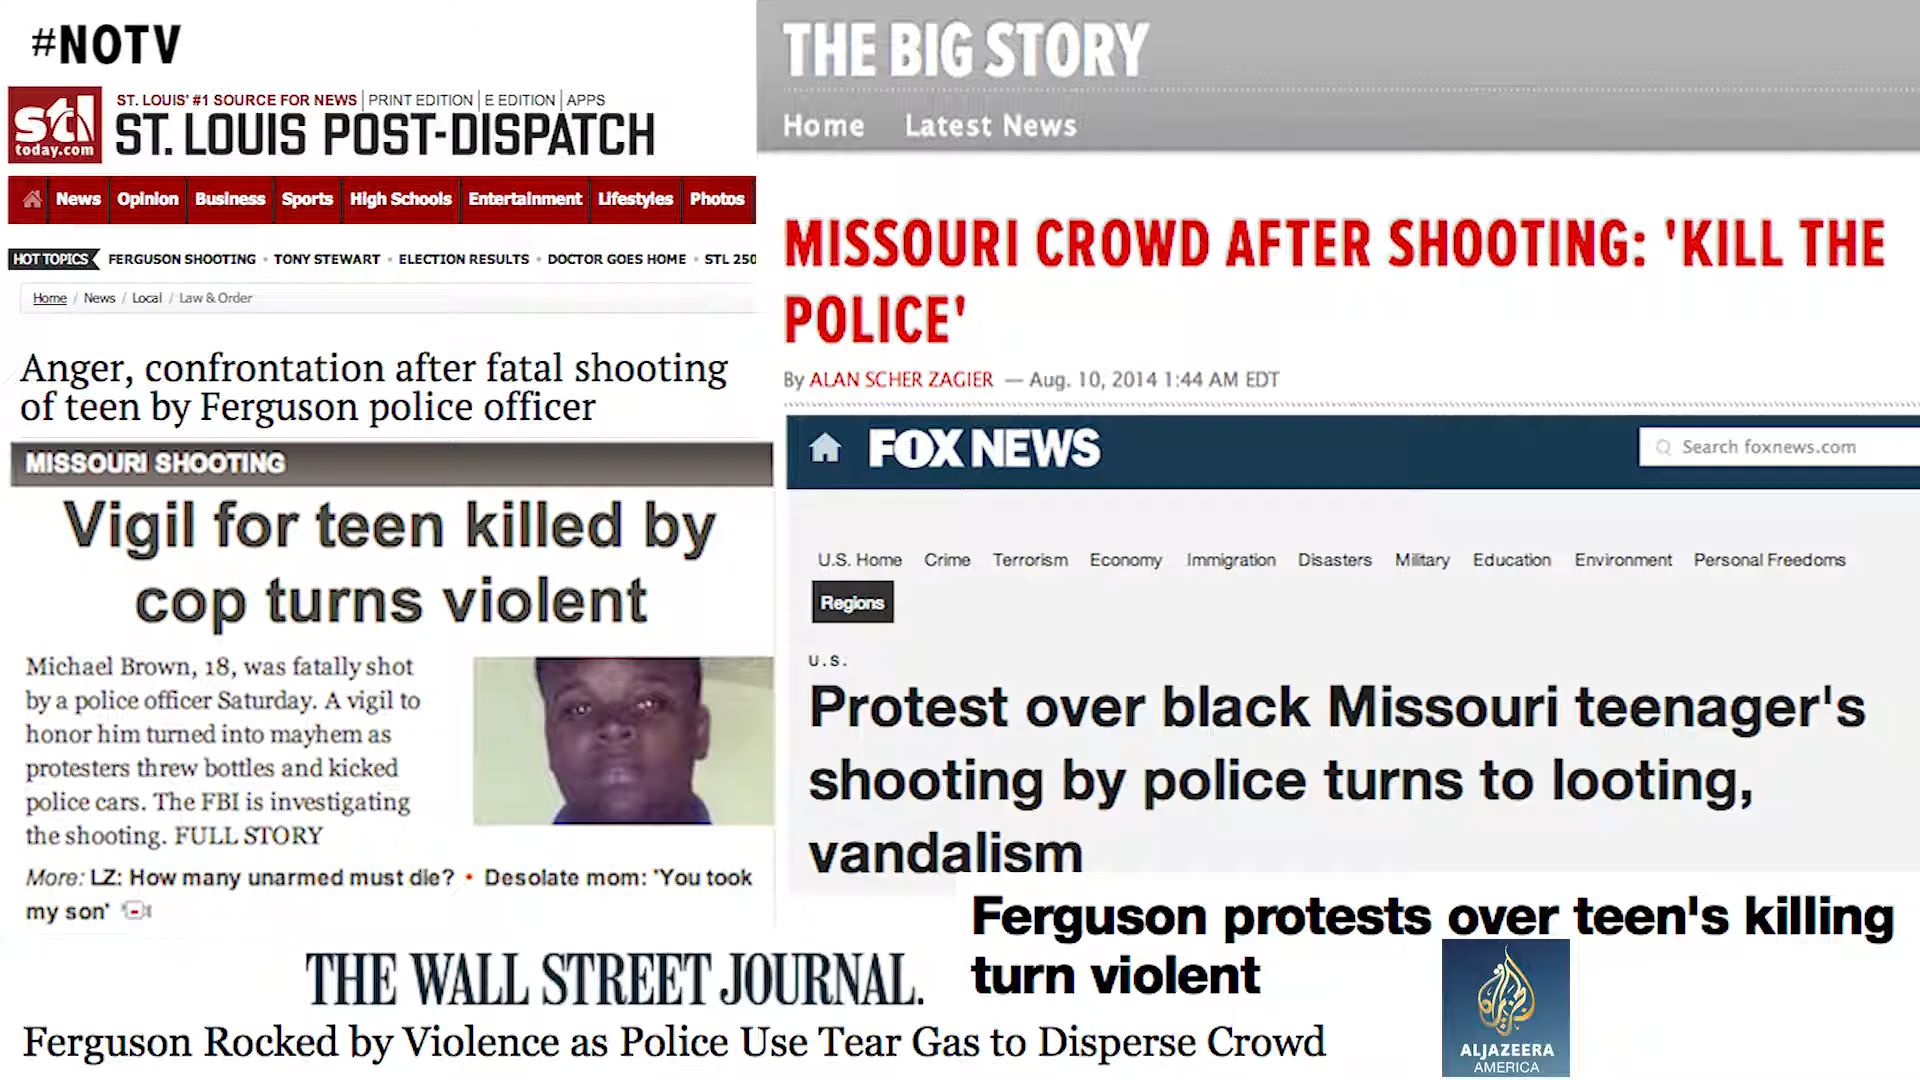 #NOTV
stl
today.com
ST. LOUIS' #1 SOURCE FOR NEWS PRINT EDITION E EDITION APPS
ST. LOUIS POST-DISPATCH
News Opinion Business Sports High Schools Entertainment Lifestyles Photos
HOT TOPICS FERGUSON SHOOTING • TONY STEWART • ELECTION RESULTS • DOCTOR GOES HOME • STL 250
Home / News / Local / Law & Order
Anger, confrontation after fatal shooting
of teen by Ferguson police officer
MISSOURI SHOOTING
Vigil for teen killed by
cop turns violent
Michael Brown, 18, was fatally shot
by a police officer Saturday. A vigil to
honor him turned into mayhem as
protesters threw bottles and kicked
police cars. The FBI is investigating
the shooting. FULL STORY
More: LZ: How many unarmed must die? • Desolate mom: 'You took
my son'
THE BIG STORY
Home Latest News
MISSOURI CROWD AFTER SHOOTING: 'KILL THE
POLICE'
By ALAN SCHER ZAGIER — Aug. 10, 2014 1:44 AM EDT
FOX NEWS
Search foxnews.com
U.S. Home Crime Terrorism Economy Immigration Disasters Military Education Environment Personal Freedoms
Regions
U.S.
Protest over black Missouri teenager's
shooting by police turns to looting,
vandalism
Ferguson protests over teen's killing
turn violent
ALJAZEERA
AMERICA
THE WALL STREET JOURNAL.
Ferguson Rocked by Violence as Police Use Tear Gas to Disperse Crowd